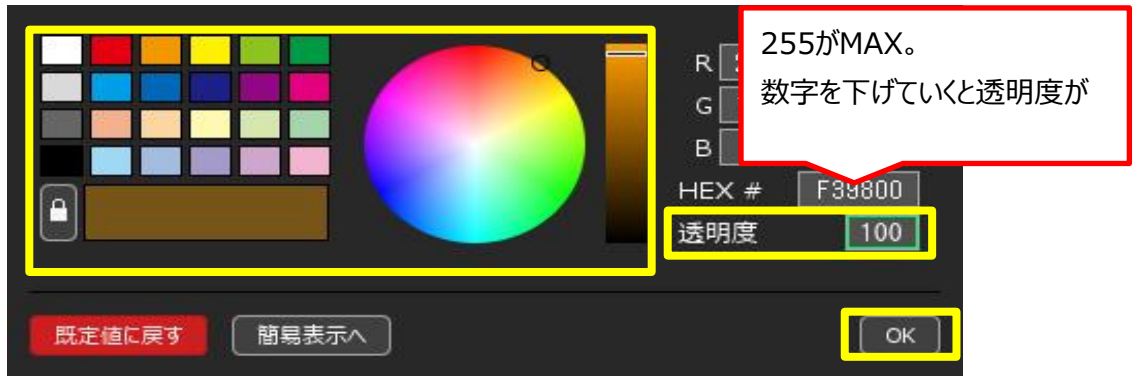 255がMAX。
数字を下げていくと透明度が
R
G
B
HEX # F39800
透明度 100
既定値に戻す 簡易表示へ OK